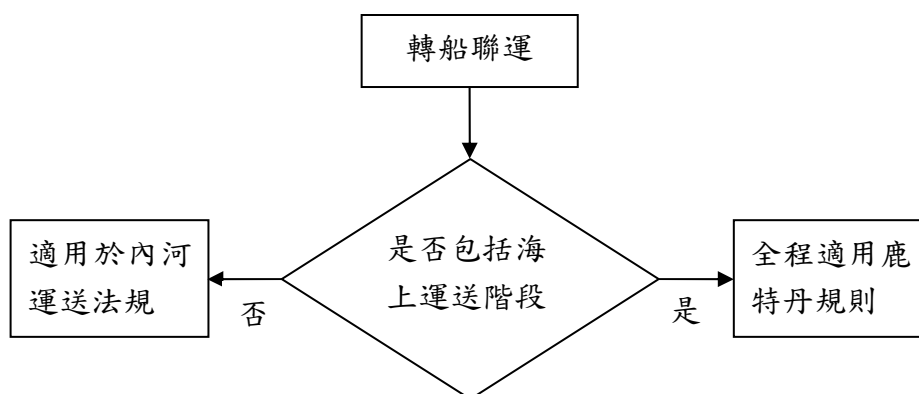 轉船聯運
是否包括海
上運送階段
適用於內河
運送法規
否
是
全程適用鹿
特丹規則